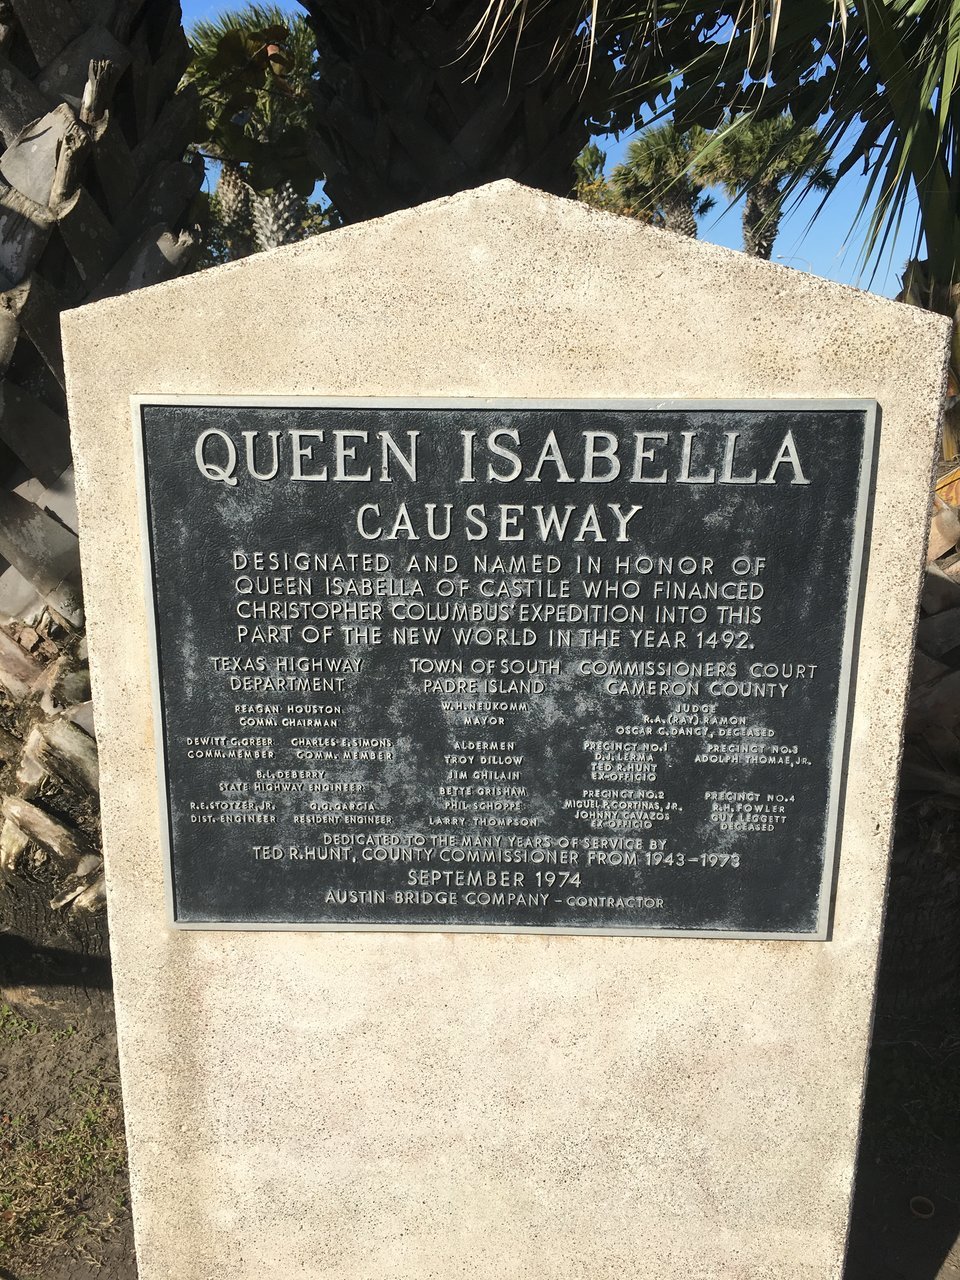 QUEEN ISABELLA
CAUSEWAY
DESIGNATED AND NAMED IN HONOR OF
QUEEN ISABELLA OF CASTILE WHO FINANCED
CHRISTOPHER COLUMBUS' EXPEDITION INTO THIS
PART OF THE NEW WORLD IN THE YEAR 1492.
TEXAS HIGHWAY
DEPARTMENT
REAGAN HOUSTON
COMM. CHAIRMAN
DEWITT C. GREER CHARLES E. SIMONS
COMM. MEMBER COMM. MEMBER
B.L. DEBERRY
STATE HIGHWAY ENGINEER
R.E. STOTZER, JR. G.G. GARCIA
DIST. ENGINEER RESIDENT ENGINEER
TOWN OF SOUTH
PADRE ISLAND
W.H. NEUKOMM
MAYOR
ALDERMEN
TROY DILLOW
JIM GHILAIN
BETTE GRISHAM
PHIL SCHOPPE
LARRY THOMPSON
COMMISSIONERS COURT
CAMERON COUNTY
JUDGE
R.A. (RAY) RAMON
OSCAR C. DANCY, DECEASED
PRECINCT NO. 1
D.J. LERMA
TED R. HUNT
EX-OFFICIO
PRECINCT NO. 2
MIGUEL P. CORTINAS, JR.
JOHNNY CAVAZOS
EX-OFFICIO
PRECINCT NO. 3
ADOLPH THOMAE, JR.
PRECINCT NO. 4
R.H. FOWLER
GUY LEGGETT
DECEASED
DEDICATED TO THE MANY YEARS OF SERVICE BY
TED R. HUNT, COUNTY COMMISSIONER FROM 1943-1973
SEPTEMBER 1974
AUSTIN BRIDGE COMPANY - CONTRACTOR